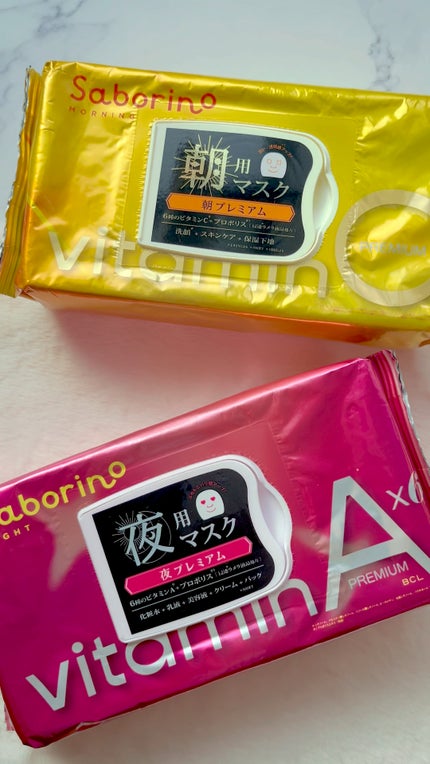 Saborino
MORNING
朝用
マスク
朝プレミアム
6種のビタミンC＋プロポリス
洗顔＋スキンケア＋保湿下地
vitamin C
PREMIUM
aborino
GHT
夜用
マスク
夜プレミアム
6種のビタミンA＋プロポリス
化粧水＋乳液＋美容液＋クリーム＋パック
vitamin A
×6
PREMIUM
BCL